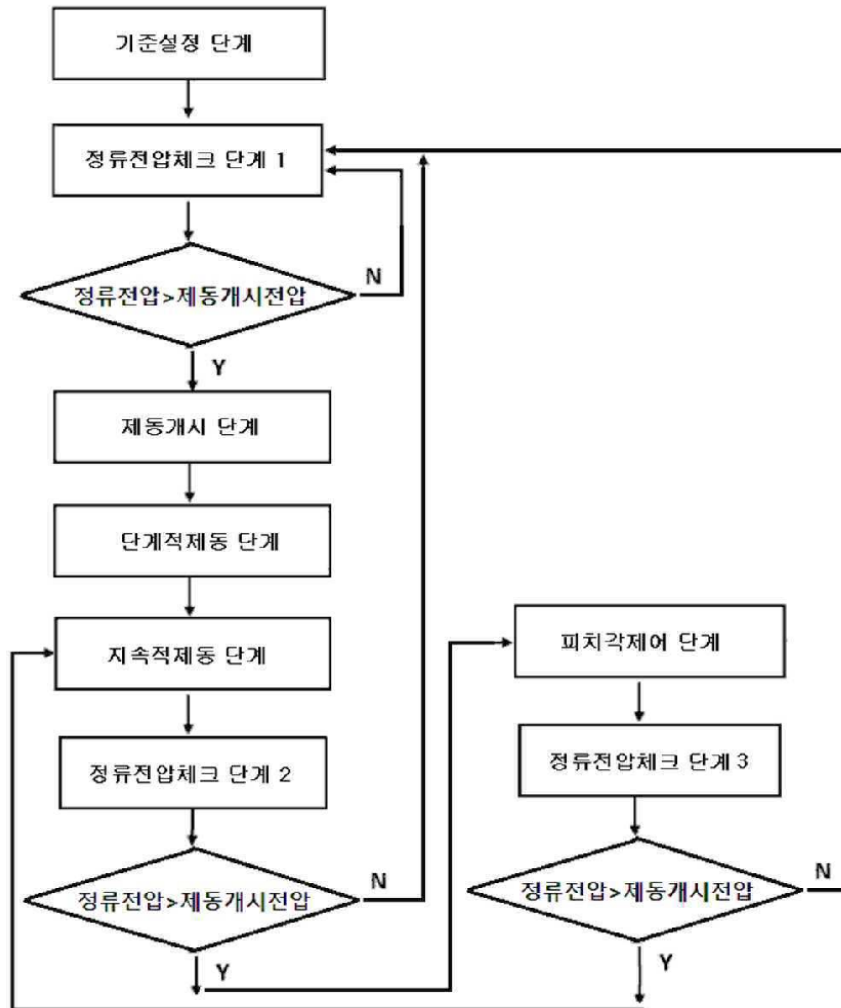 기준설정 단계
정류전압체크 단계 1
정류전압>제동개시전압
N
Y
제동개시 단계
단계적제동 단계
지속적제동 단계
정류전압체크 단계 2
정류전압>제동개시전압
N
Y
피치각제어 단계
정류전압체크 단계 3
정류전압>제동개시전압
N
Y